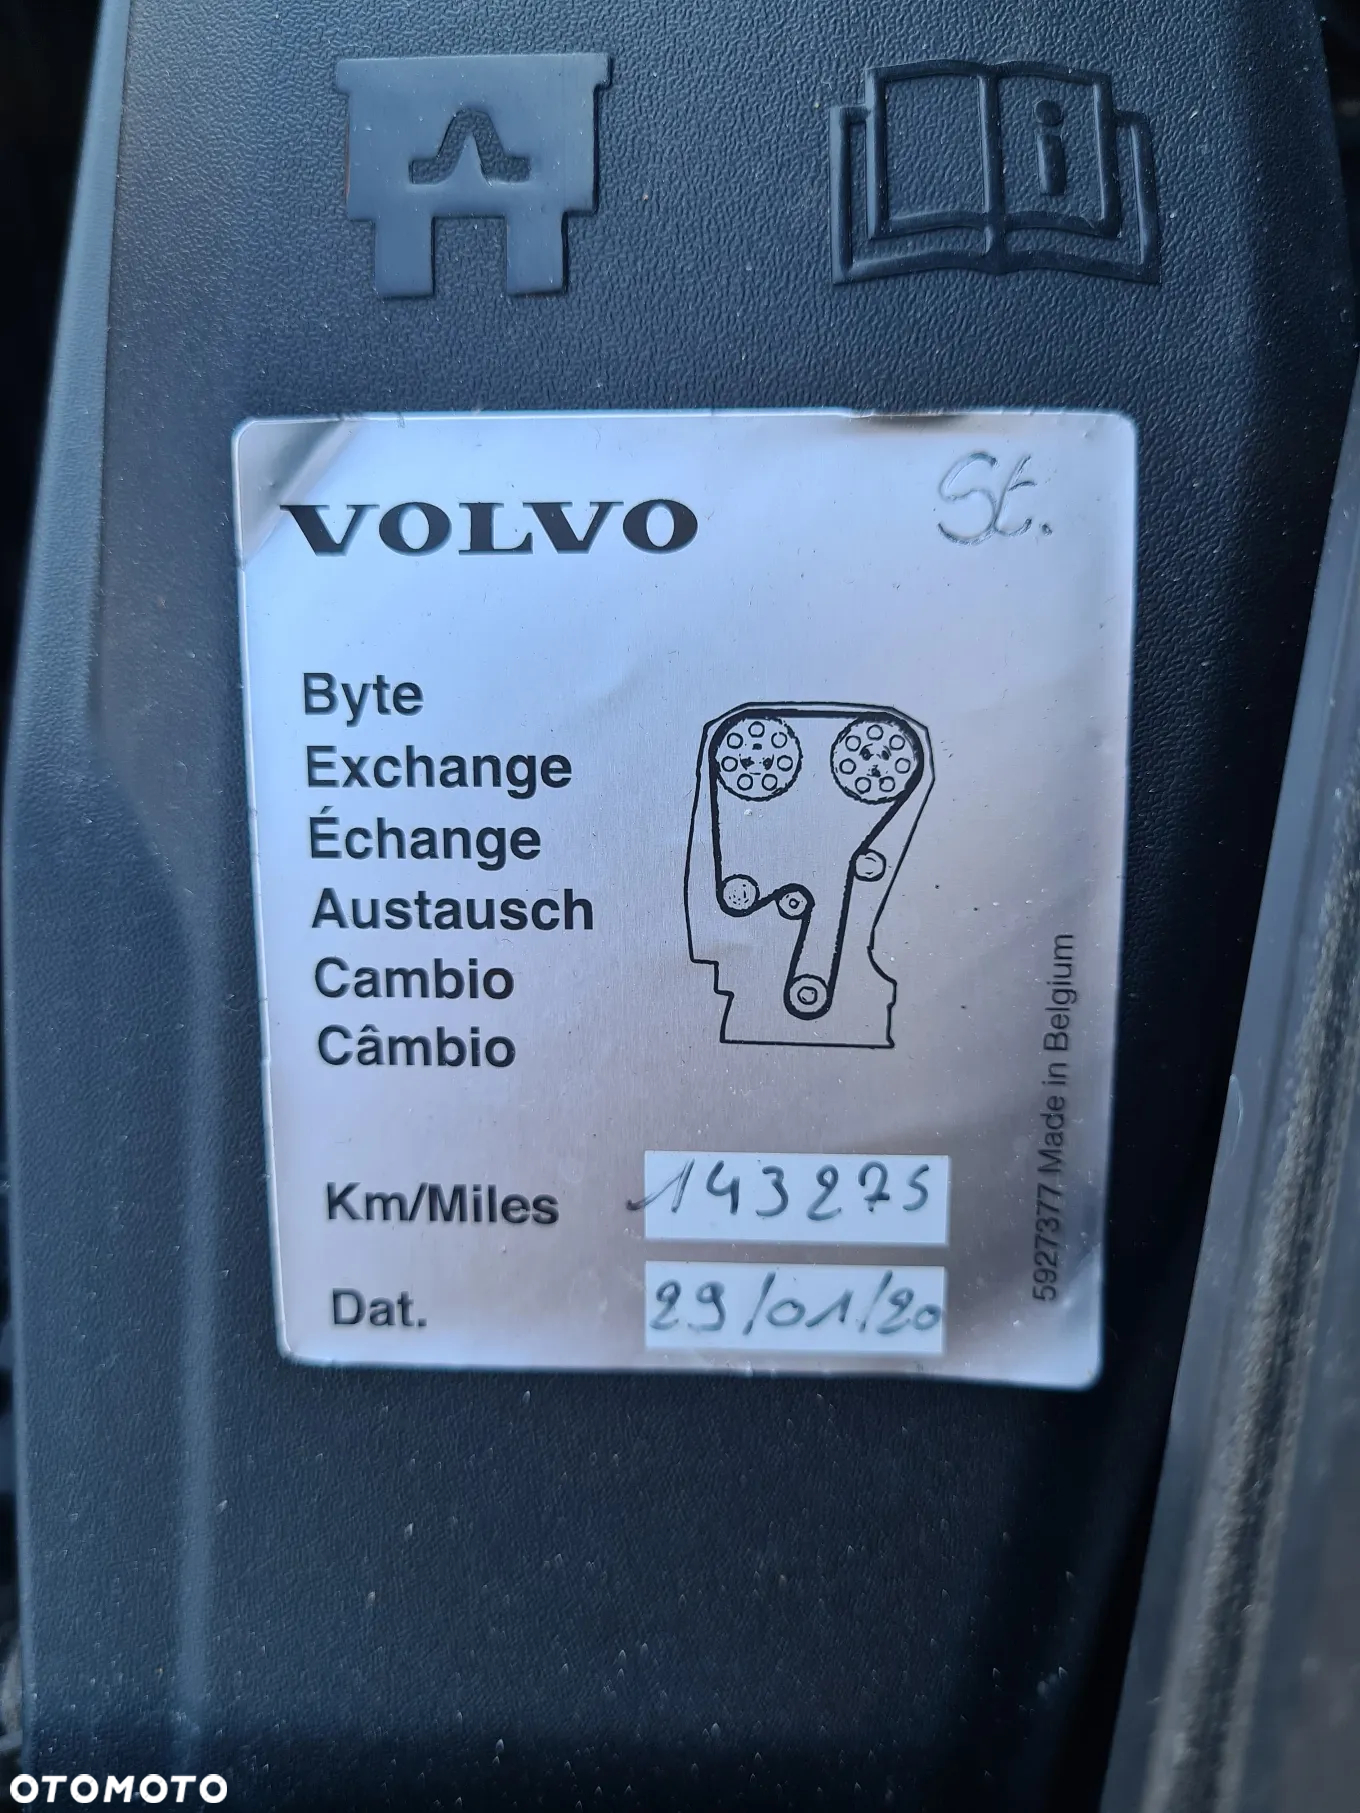 VOLVO
St.
Byte
Exchange
Échange
Austausch
Cambio
Câmbio
Km/Miles 143275
Dat. 29/01/20
5927377 Made in Belgium
OTOMOTO